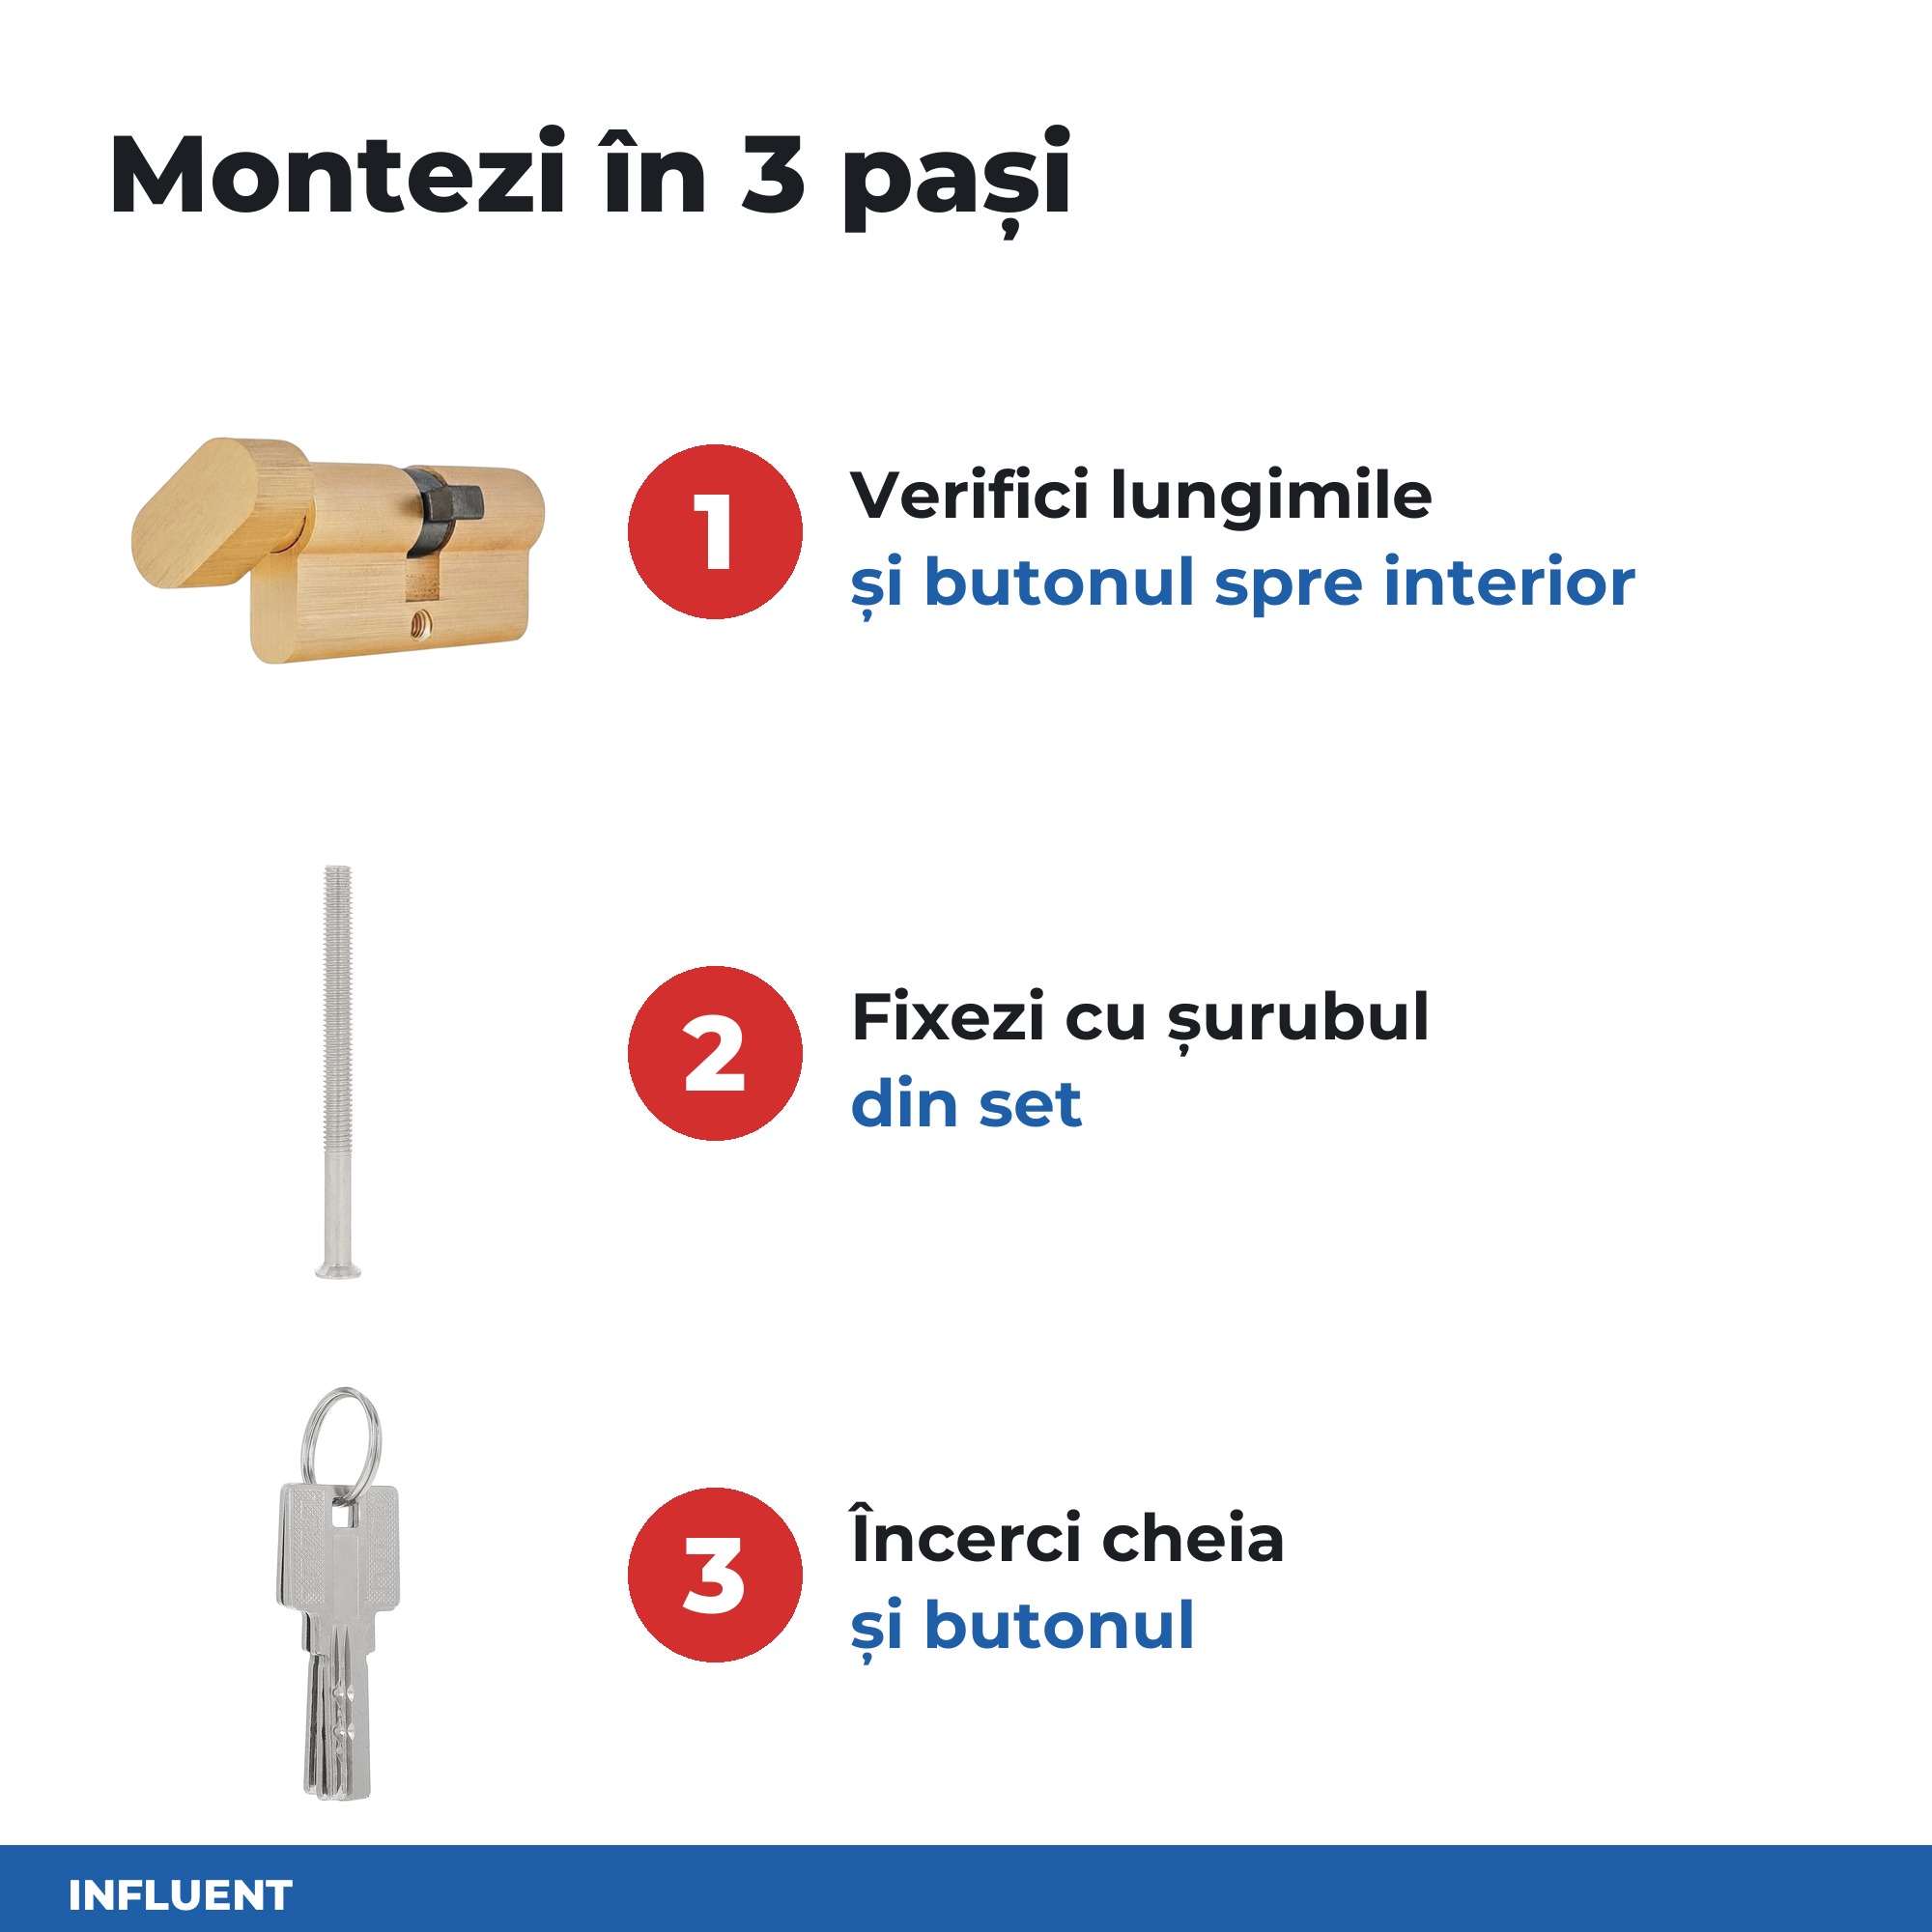 Montezi în 3 pași
1
Verifici lungimile
și butonul spre interior
2
Fixezi cu șurubul
din set
3
Încerci cheia
și butonul
INFLUENT